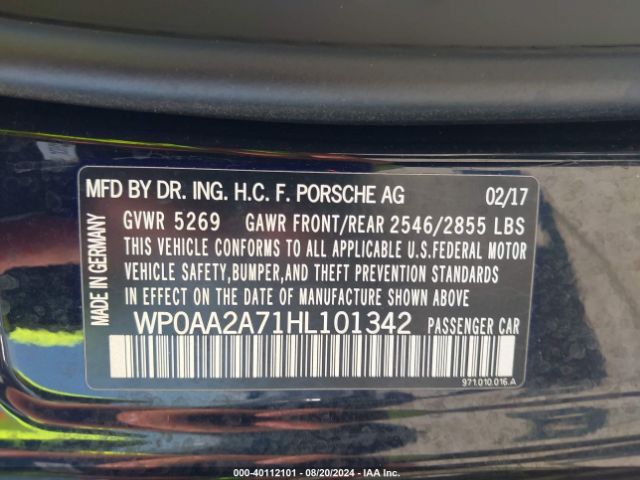 MFD BY DR. ING. H.C. F. PORSCHE AG 02/17
GVWR 5269 GAWR FRONT/REAR 2546/2855 LBS
THIS VEHICLE CONFORMS TO ALL APPLICABLE U.S.FEDERAL MOTOR
VEHICLE SAFETY,BUMPER,AND THEFT PREVENTION STANDARDS
IN EFFECT ON THE DATE OF MANUFACTURE SHOWN ABOVE
WP0AA2A71HL101342 PASSENGER CAR
971.010.016.A
MADE IN GERMANY
000-40112101 - 08/20/2024 - IAA Inc.